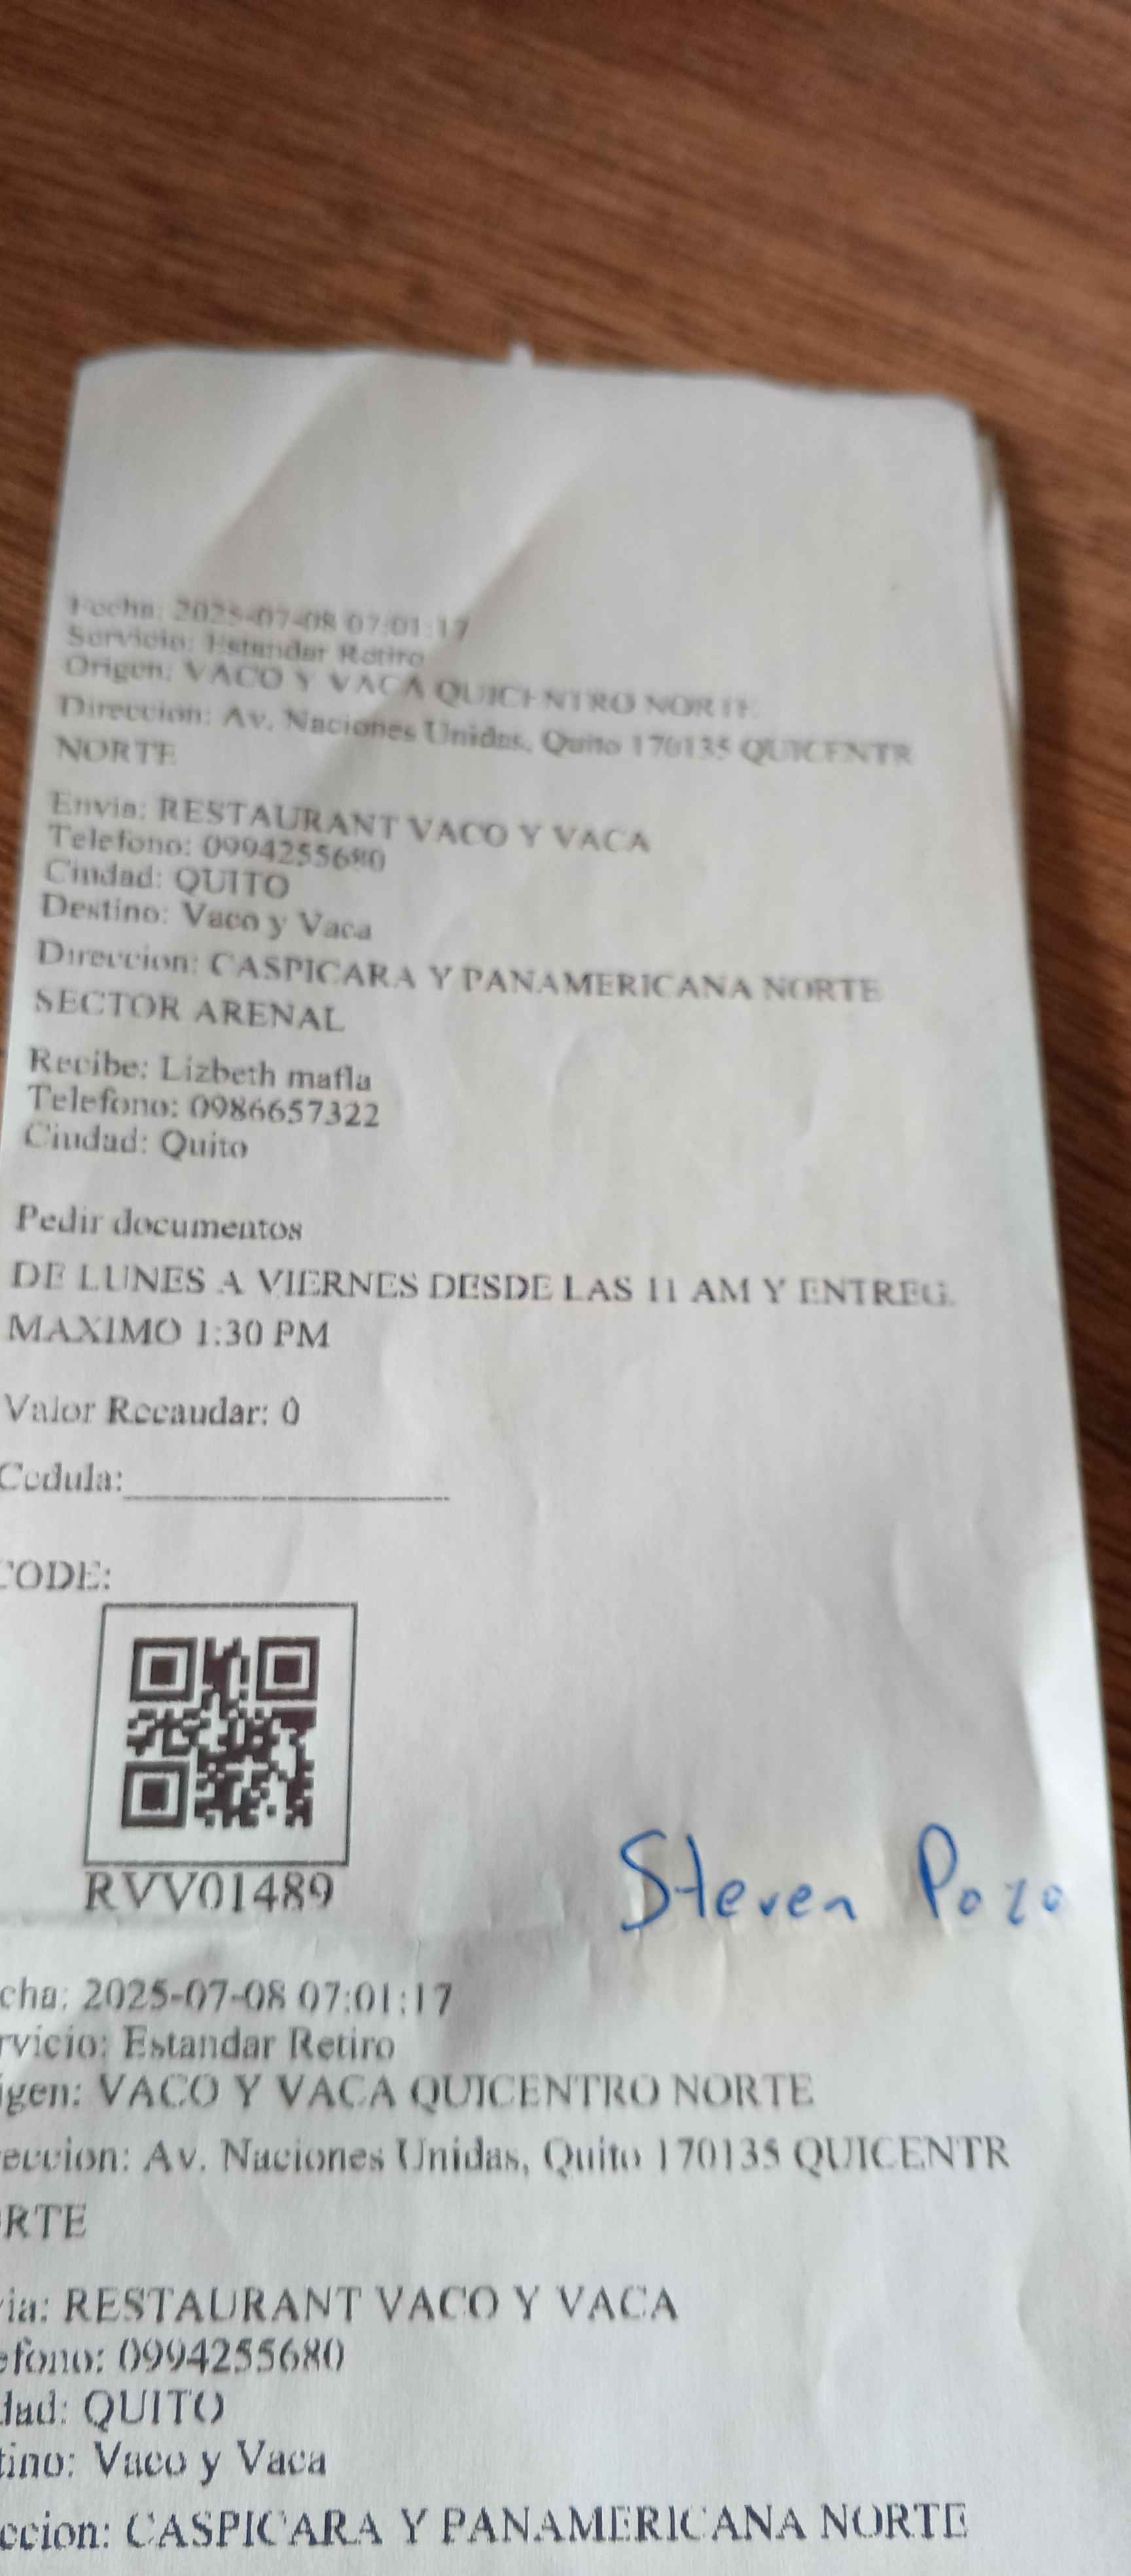 Fecha: 2025-07-08 07:01:17
Servicio: Estandar Retiro
Origen: VACO Y VACA QUICENTRO NORTE
Direccion: Av. Naciones Unidas, Quito 170135 QUICENTR
NORTE
Envia: RESTAURANT VACO Y VACA
Telefono: 0994255680
Ciudad: QUITO
Destino: Vaco y Vaca
Direccion: CASPICARA Y PANAMERICANA NORTE
SECTOR ARENAL
Recibe: Lizbeth mafla
Telefono: 0986657322
Ciudad: Quito
Pedir documentos
DE LUNES A VIERNES DESDE LAS 11 AM Y ENTREG.
MAXIMO 1:30 PM
Valor Recaudar: 0
Cedula:
CODE:
RVV01489
Steven Pozo
cha: 2025-07-08 07:01:17
rvicio: Estandar Retiro
igen: VACO Y VACA QUICENTRO NORTE
eccion: Av. Naciones Unidas, Quito 170135 QUICENTR
RTE
via: RESTAURANT VACO Y VACA
efono: 0994255680
dad: QUITO
tino: Vaco y Vaca
ccion: CASPICARA Y PANAMERICANA NORTE